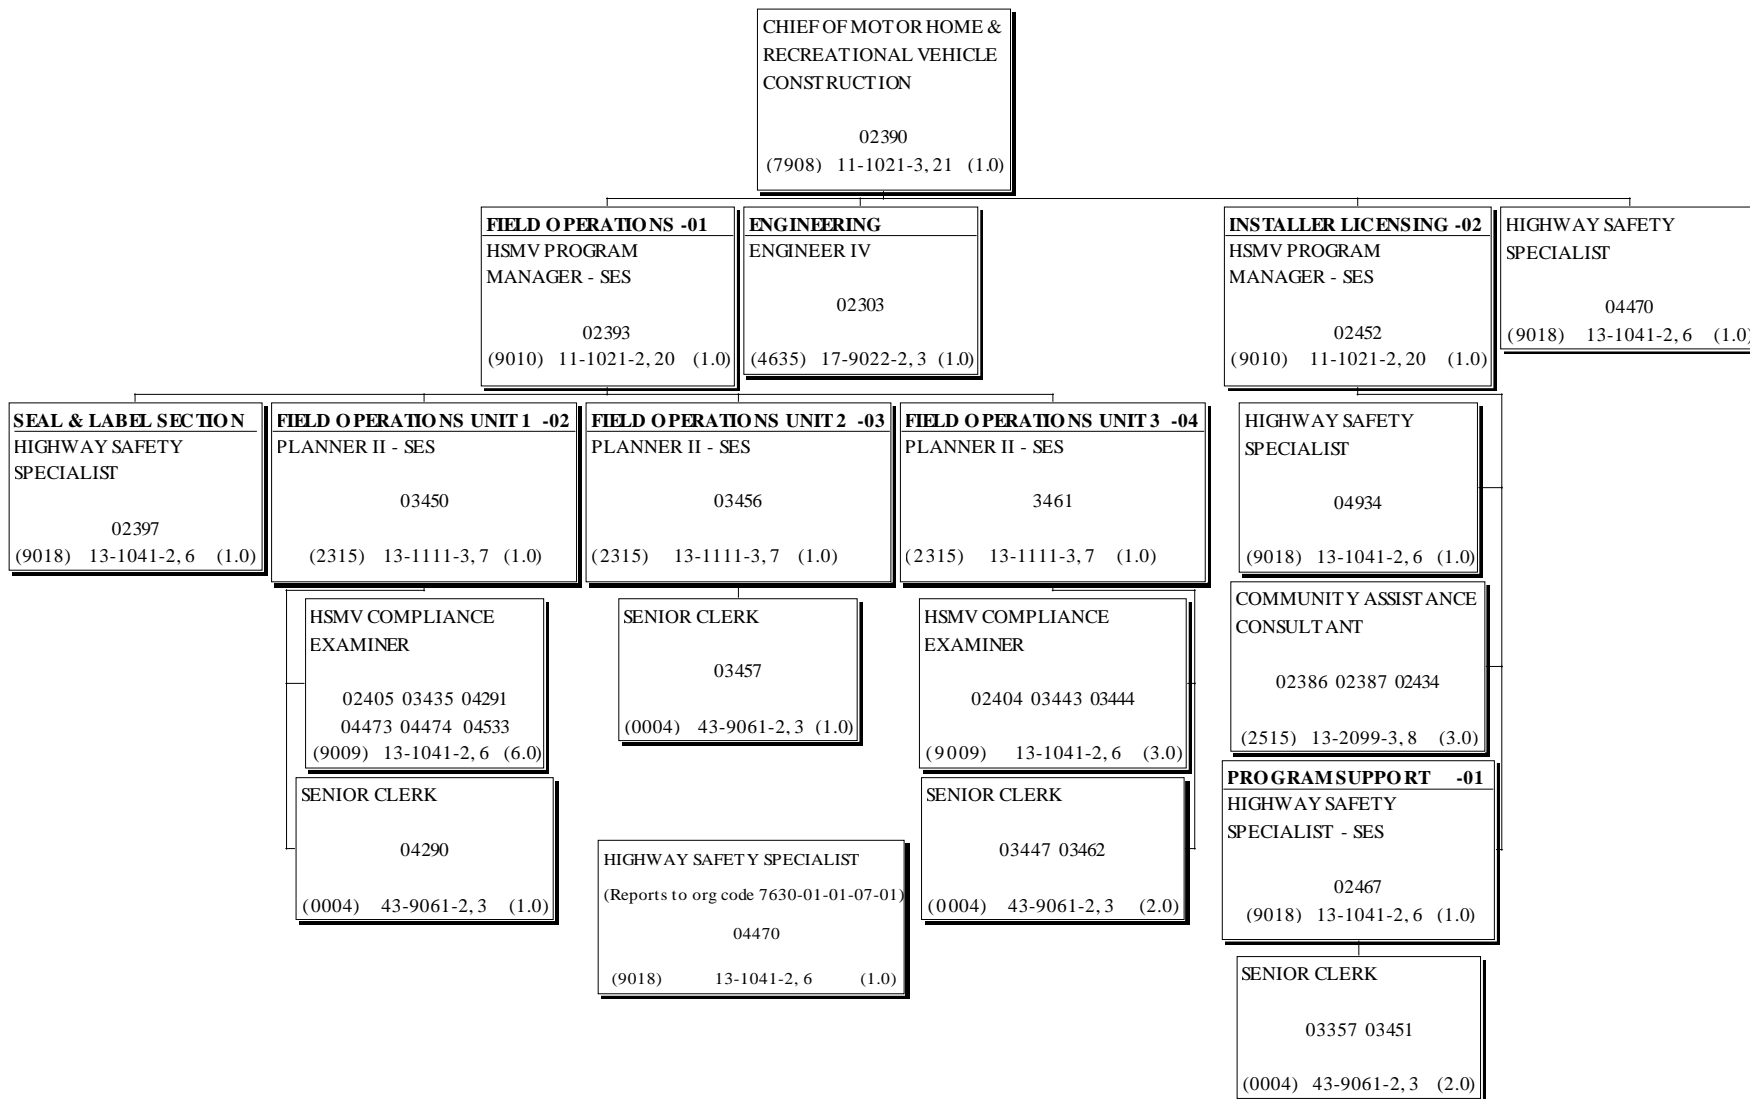 CHIEF OF MOTOR HOME &
RECREATIONAL VEHICLE
CONSTRUCTION
02390
(7908) 11-1021-3, 21 (1.0)
FIELD OPERATIONS -01
HSMV PROGRAM
MANAGER - SES
02393
(9010) 11-1021-2, 20 (1.0)
ENGINEERING
ENGINEER IV
02303
(4635) 17-9022-2, 3 (1.0)
INSTALLER LICENSING -02
HSMV PROGRAM
MANAGER - SES
02452
(9010) 11-1021-2, 20 (1.0)
HIGHWAY SAFETY
SPECIALIST
04470
(9018) 13-1041-2, 6 (1.0)
SEAL & LABEL SECTION
HIGHWAY SAFETY
SPECIALIST
02397
(9018) 13-1041-2, 6 (1.0)
FIELD OPERATIONS UNIT 1 -02
PLANNER II - SES
03450
(2315) 13-1111-3, 7 (1.0)
FIELD OPERATIONS UNIT 2 -03
PLANNER II - SES
03456
(2315) 13-1111-3, 7 (1.0)
FIELD OPERATIONS UNIT 3 -04
PLANNER II - SES
3461
(2315) 13-1111-3, 7 (1.0)
HIGHWAY SAFETY
SPECIALIST
04934
(9018) 13-1041-2, 6 (1.0)
HSMV COMPLIANCE
EXAMINER
02405 03435 04291
04473 04474 04533
(9009) 13-1041-2, 6 (6.0)
SENIOR CLERK
03457
(0004) 43-9061-2, 3 (1.0)
HSMV COMPLIANCE
EXAMINER
02404 03443 03444
(9009) 13-1041-2, 6 (3.0)
COMMUNITY ASSISTANCE
CONSULTANT
02386 02387 02434
(2515) 13-2099-3, 8 (3.0)
SENIOR CLERK
04290
(0004) 43-9061-2, 3 (1.0)
HIGHWAY SAFETY SPECIALIST
(Reports to org code 7630-01-01-07-01)
04470
(9018) 13-1041-2, 6 (1.0)
SENIOR CLERK
03447 03462
(0004) 43-9061-2, 3 (2.0)
PROGRAM SUPPORT -01
HIGHWAY SAFETY
SPECIALIST - SES
02467
(9018) 13-1041-2, 6 (1.0)
SENIOR CLERK
03357 03451
(0004) 43-9061-2, 3 (2.0)